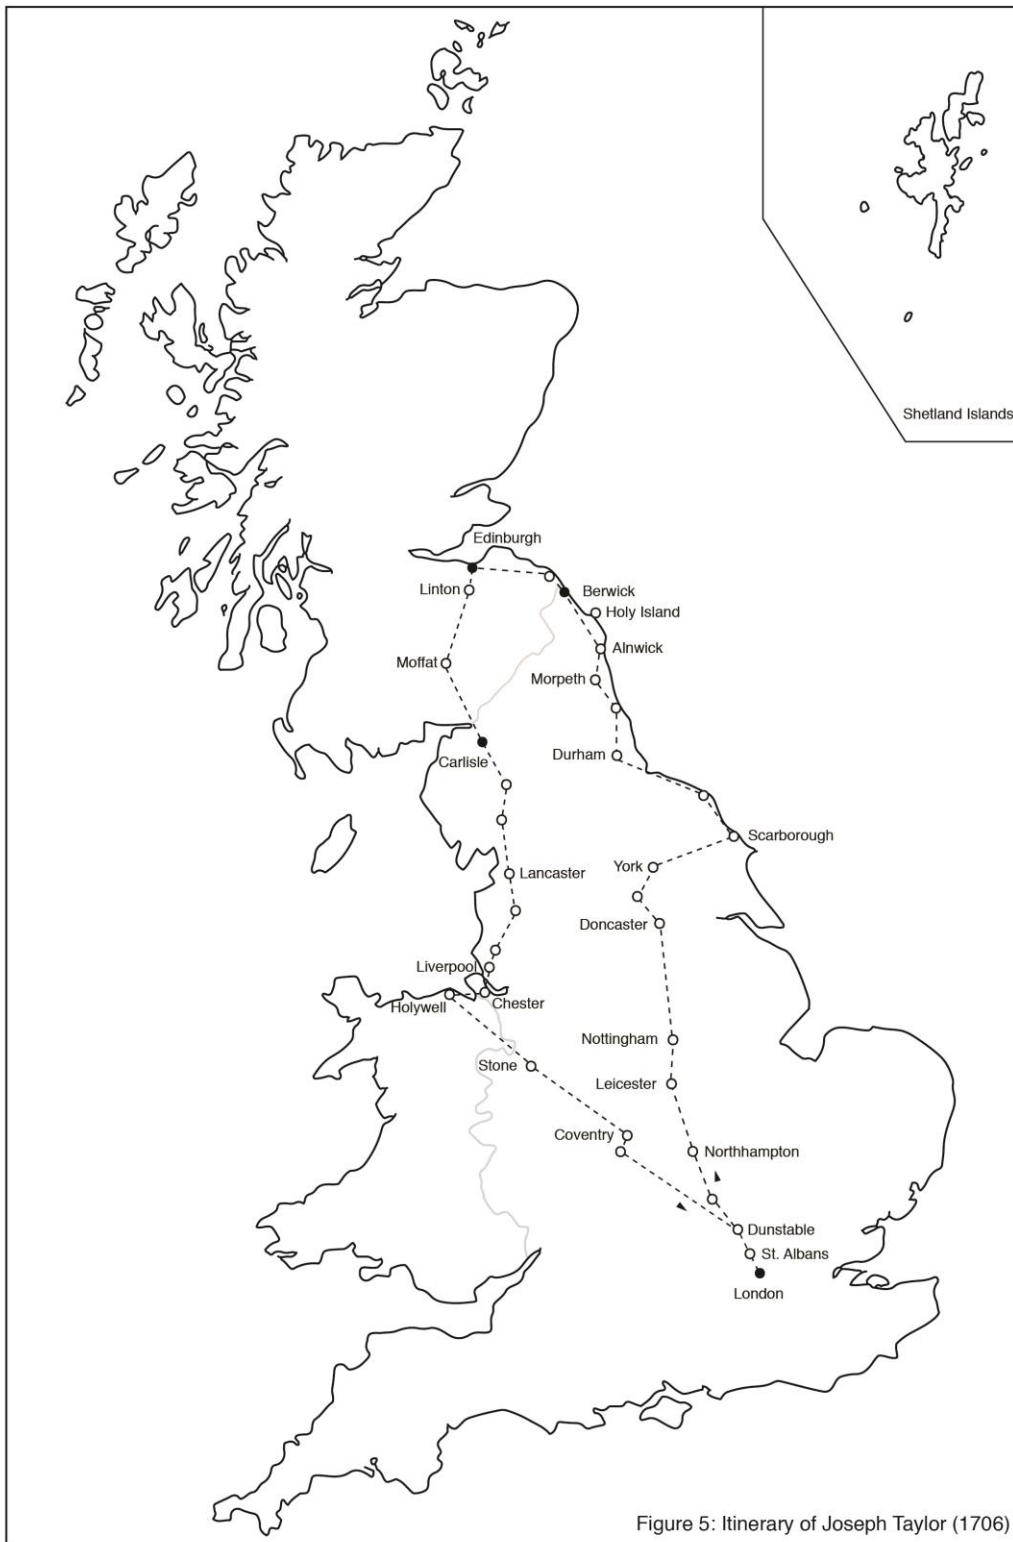 Shetland Islands
Edinburgh
Linton
Berwick
Holy Island
Alnwick
Moffat
Morpeth
Durham
Carlisle
Scarborough
York
Lancaster
Doncaster
Liverpool
Holywell
Chester
Nottingham
Stone
Leicester
Coventry
Northhampton
Dunstable
St. Albans
London
Figure 5: Itinerary of Joseph Taylor (1706)